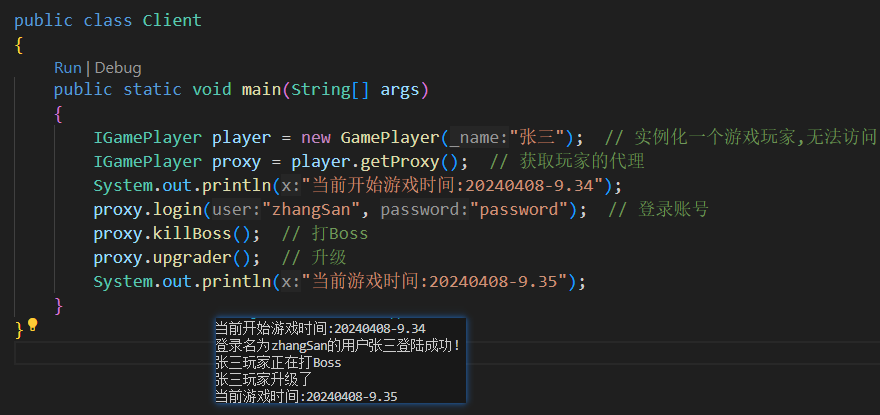 public class Client
{
Run | Debug
public static void main(String[] args)
{
IGamePlayer player = new GamePlayer(_name:"张三");  // 实例化一个游戏玩家,无法访问
IGamePlayer proxy = player.getProxy();  // 获取玩家的代理
System.out.println(x:"当前开始游戏时间:20240408-9.34");
proxy.login(user:"zhangSan", password:"password");  // 登录账号
proxy.killBoss();  // 打Boss
proxy.upgrader();  // 升级
System.out.println(x:"当前游戏时间:20240408-9.35");
}
}
当前开始游戏时间:20240408-9.34
登录名为zhangSan的用户张三登陆成功!
张三玩家正在打Boss
张三玩家升级了
当前游戏时间:20240408-9.35